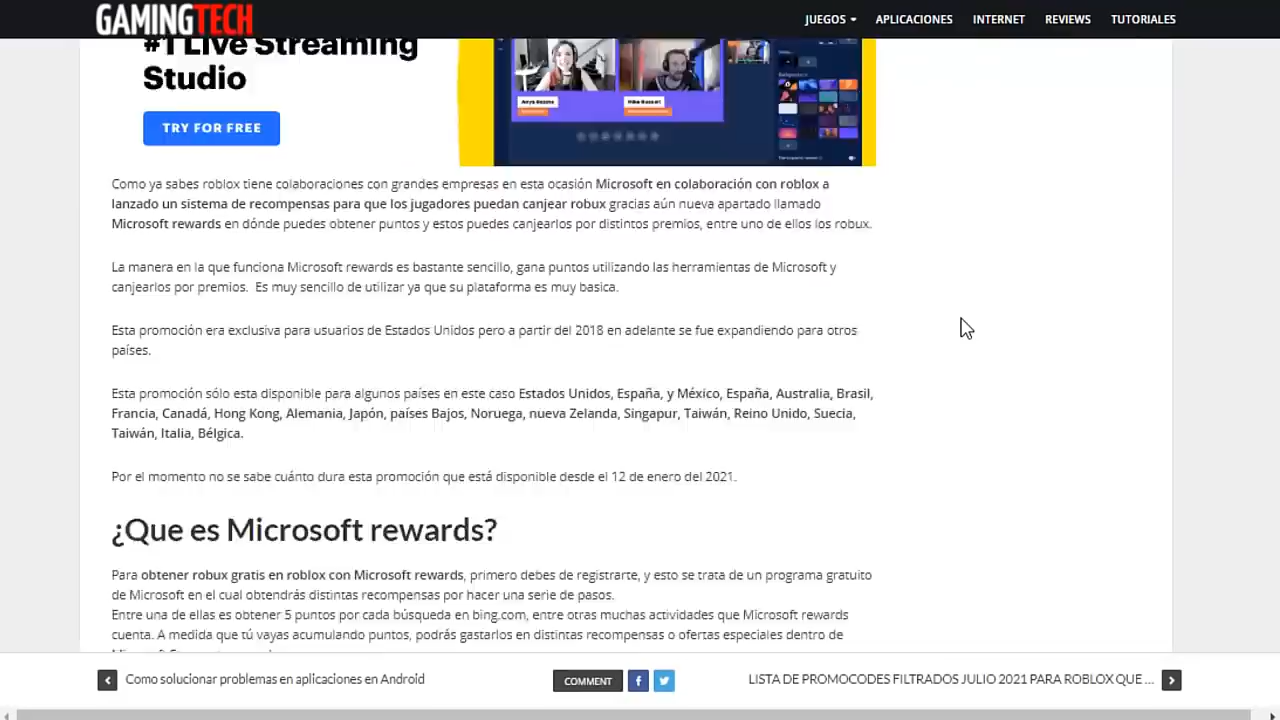 GAMINGTECH
JUEGOS APLICACIONES INTERNET REVIEWS TUTORIALES
#1 Live Streaming
Studio
TRY FOR FREE
Como ya sabes roblox tiene colaboraciones con grandes empresas en esta ocasión Microsoft en colaboración con roblox a
lanzado un sistema de recompensas para que los jugadores puedan canjear robux gracias aún nueva apartado llamado
Microsoft rewards en dónde puedes obtener puntos y estos puedes canjearlos por distintos premios, entre uno de ellos los robux.
La manera en la que funciona Microsoft rewards es bastante sencillo, gana puntos utilizando las herramientas de Microsoft y
canjearlos por premios. Es muy sencillo de utilizar ya que su plataforma es muy basica.
Esta promoción era exclusiva para usuarios de Estados Unidos pero a partir del 2018 en adelante se fue expandiendo para otros
países.
Esta promoción sólo esta disponible para algunos países en este caso Estados Unidos, España, y México, España, Australia, Brasil,
Francia, Canadá, Hong Kong, Alemania, Japón, países Bajos, Noruega, nueva Zelanda, Singapur, Taiwán, Reino Unido, Suecia,
Taiwán, Italia, Bélgica.
Por el momento no se sabe cuánto dura esta promoción que está disponible desde el 12 de enero del 2021.
¿Que es Microsoft rewards?
Para obtener robux gratis en roblox con Microsoft rewards, primero debes de registrarte, y esto se trata de un programa gratuito
de Microsoft en el cual obtendrás distintas recompensas por hacer una serie de pasos.
Entre una de ellas es obtener 5 puntos por cada búsqueda en bing.com, entre otras muchas actividades que Microsoft rewards
cuenta. A medida que tú vayas acumulando puntos, podrás gastarlos en distintas recompensas o ofertas especiales dentro de
Como solucionar problemas en aplicaciones en Android
COMMENT
LISTA DE PROMOCODES FILTRADOS JULIO 2021 PARA ROBLOX QUE ...